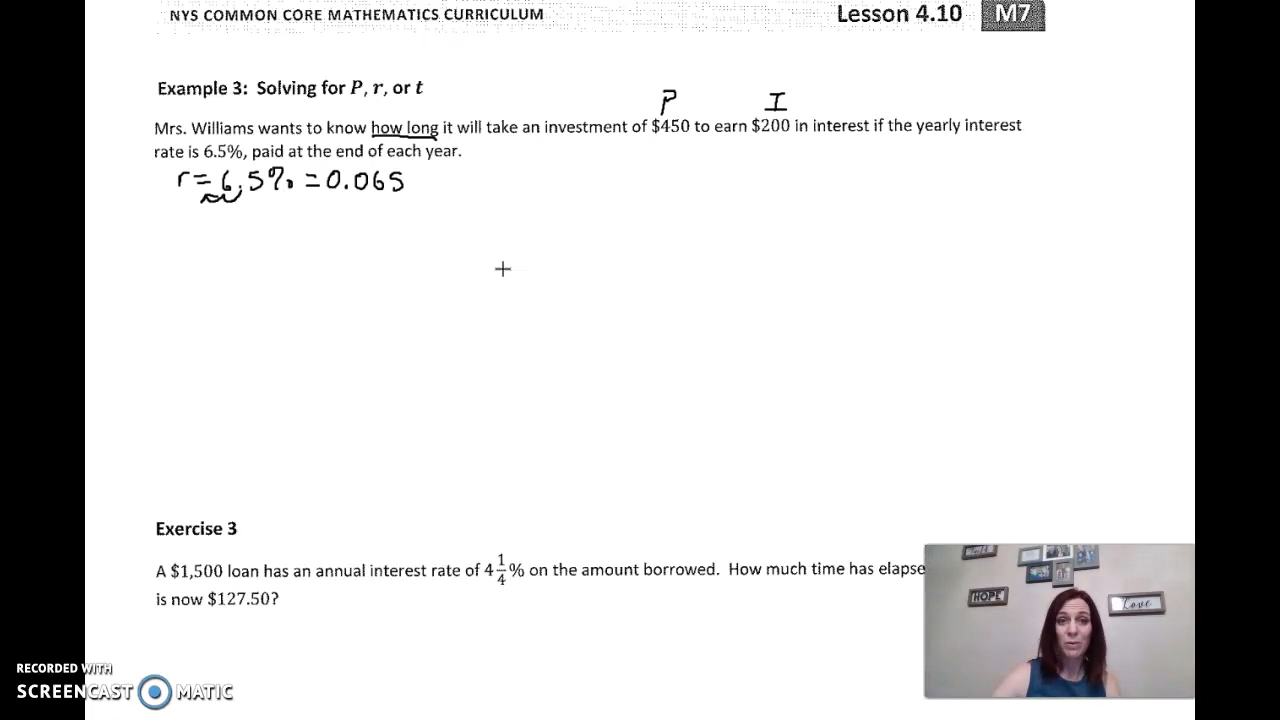 NYS COMMON CORE MATHEMATICS CURRICULUM Lesson 4.10 M7
Example 3: Solving for P, r, or t
P I
Mrs. Williams wants to know how long it will take an investment of $450 to earn $200 in interest if the yearly interest
rate is 6.5%, paid at the end of each year.
r = 6.5% = 0.065
Exercise 3
A $1,500 loan has an annual interest rate of 4 1/4% on the amount borrowed. How much time has elapse
is now $127.50?
HOPE
Love
RECORDED WITH
SCREENCAST MATIC